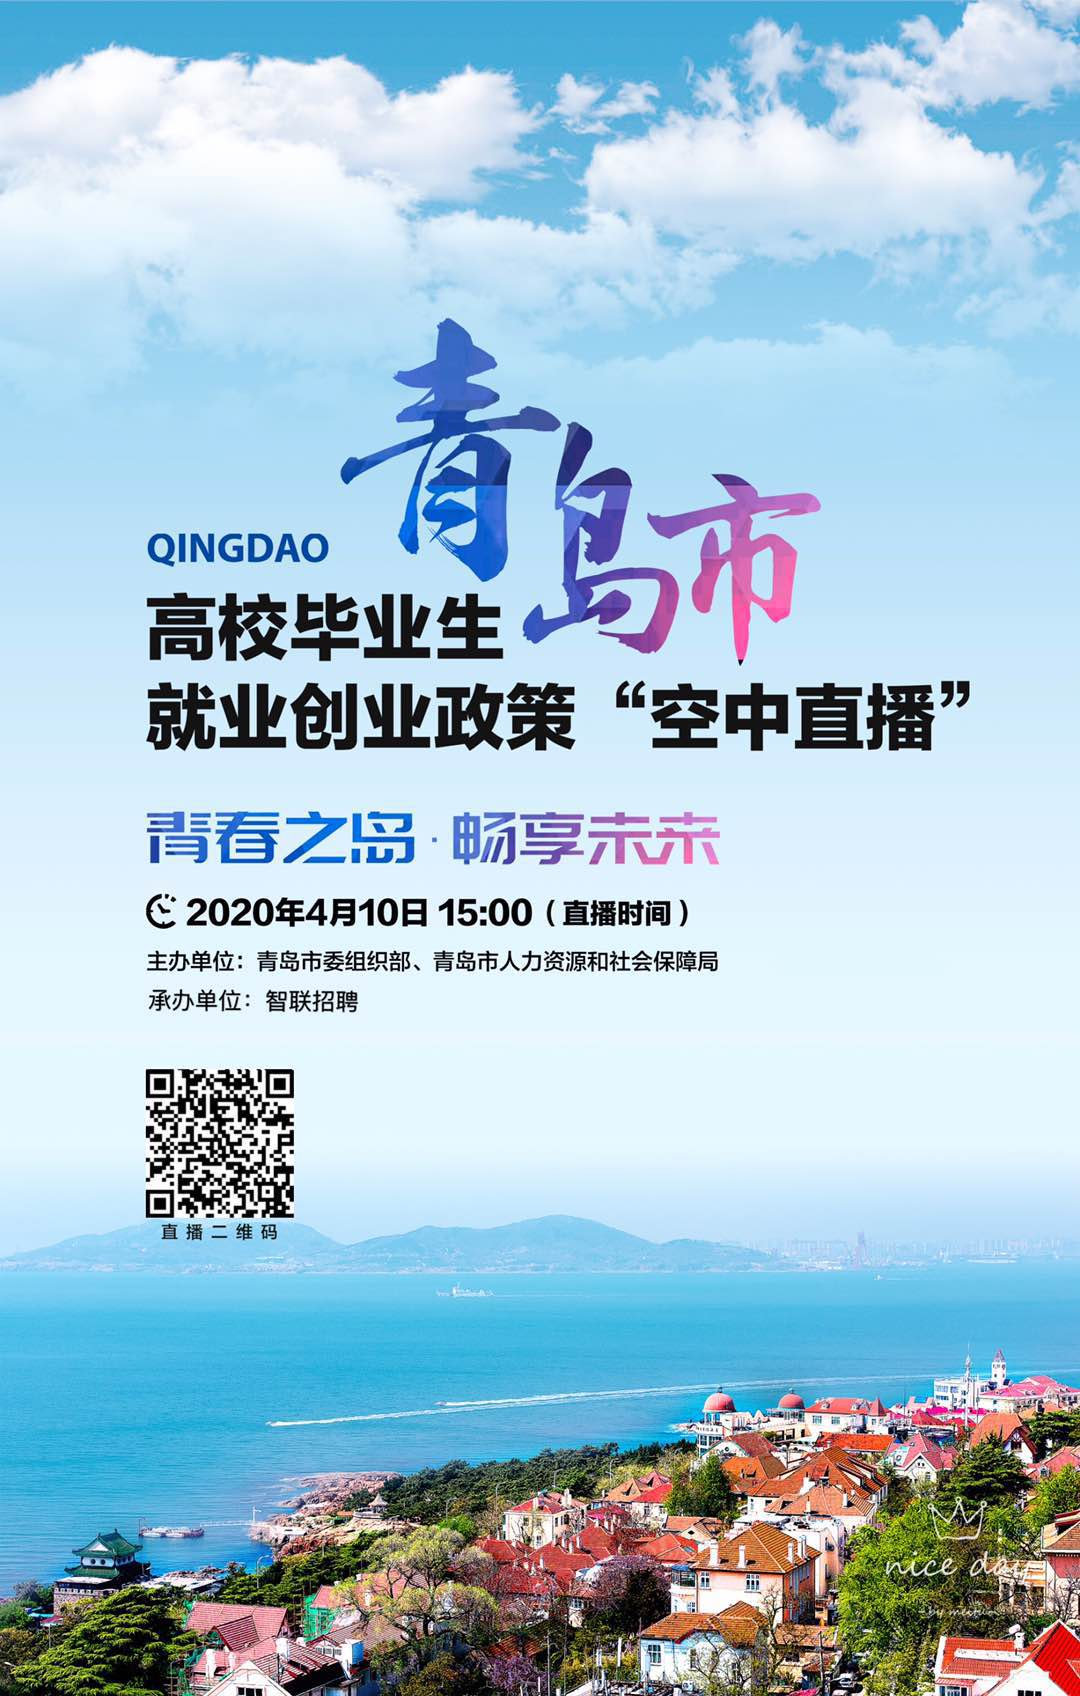 青岛市
QINGDAO
高校毕业生
就业创业政策“空中直播”
青春之岛·畅享未来
2020年4月10日 15:00（直播时间）
主办单位：青岛市委组织部、青岛市人力资源和社会保障局
承办单位：智联招聘
直播二维码
nice day
by meitu